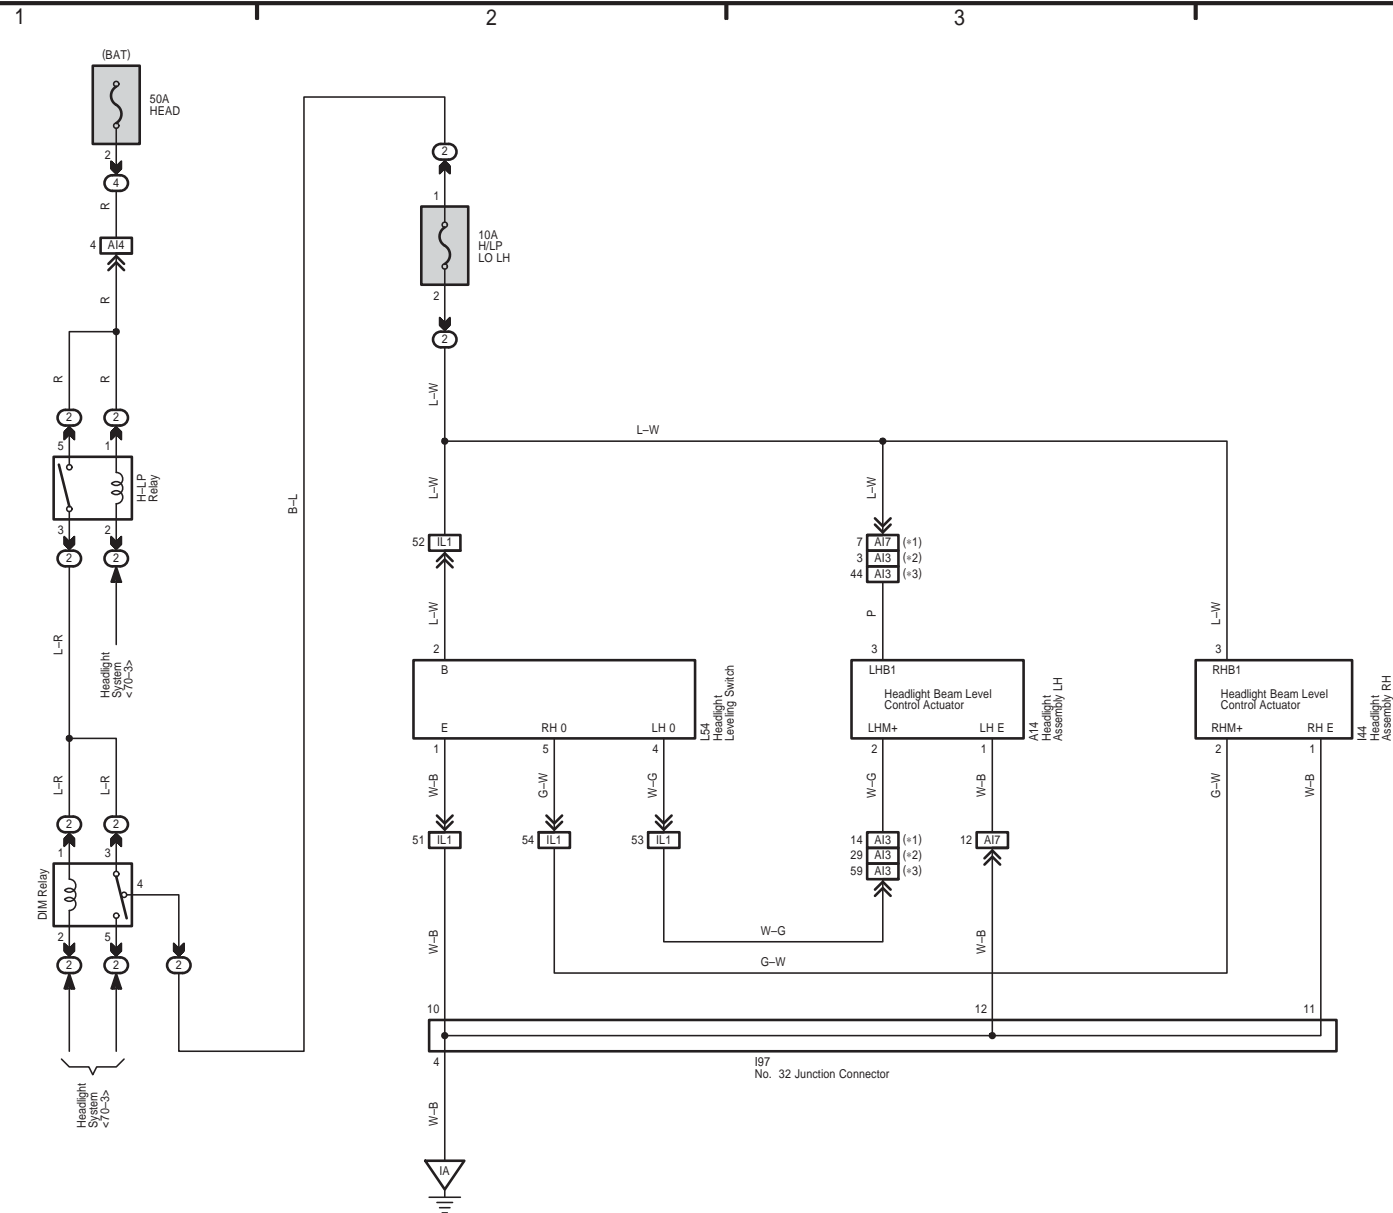 1
2
3
(BAT)
50A
HEAD
2
4
R
4 AI4
R
R
R
2
2
5
1
H–LP
Relay
3
2
2
2
L–R
Headlight
System
<70–3>
L–R
L–R
2
2
1
3
4
DIM Relay
2
5
2
2
2
Headlight
System
<70–3>
B–L
2
1
10A
H/LP
LO LH
2
2
L–W
L–W
L–W
L–W
52 IL1
7 AI7 (*1)
3 AI3 (*2)
44 AI3 (*3)
L–W
P
L–W
2
3
3
B
E
RH 0
LH 0
L54
Headlight
Leveling Switch
LHB1
Headlight Beam Level
Control Actuator
LHM+
LH E
A14
Headlight
Assembly LH
RHB1
Headlight Beam Level
Control Actuator
RHM+
RH E
I44
Headlight
Assembly RH
1
5
4
2
1
2
1
W–B
G–W
W–G
W–G
W–B
G–W
W–B
51 IL1
54 IL1
53 IL1
14 AI3 (*1)
29 AI3 (*2)
59 AI3 (*3)
12 AI7
W–B
W–G
W–B
G–W
10
12
11
4
I97
No. 32 Junction Connector
W–B
IA